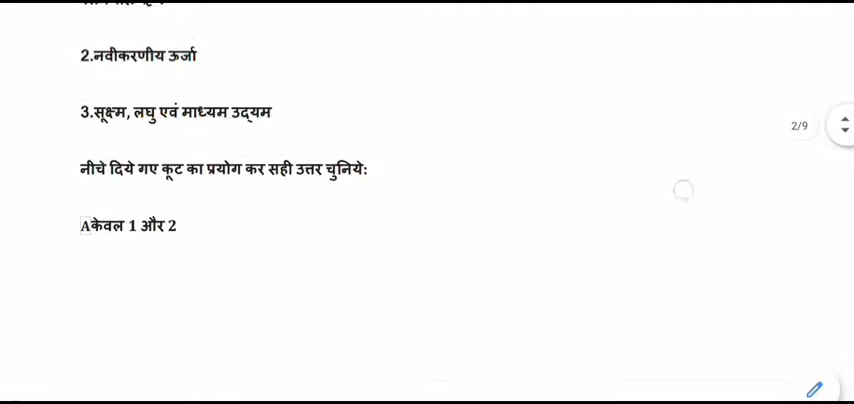 2.नवीकरणीय ऊर्जा
3.सूक्ष्म, लघु एवं माध्यम उद्यम
2/9
नीचे दिये गए कूट का प्रयोग कर सही उत्तर चुनिये:
Aकेवल 1 और 2